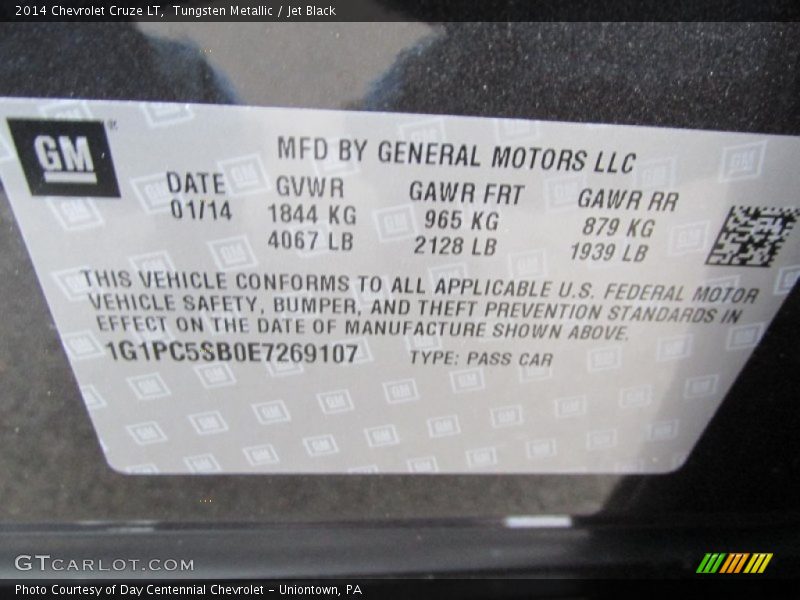 2014 Chevrolet Cruze LT,  Tungsten Metallic / Jet Black
GM®
MFD BY GENERAL MOTORS LLC
DATE GVWR GAWR FRT GAWR RR
01/14 1844 KG 965 KG 879 KG
4067 LB 2128 LB 1939 LB
THIS VEHICLE CONFORMS TO ALL APPLICABLE U.S. FEDERAL MOTOR
VEHICLE SAFETY, BUMPER, AND THEFT PREVENTION STANDARDS IN
EFFECT ON THE DATE OF MANUFACTURE SHOWN ABOVE.
1G1PC5SB0E7269107 TYPE: PASS CAR
GTCARLOT.COM
Photo Courtesy of Day Centennial Chevrolet - Uniontown, PA